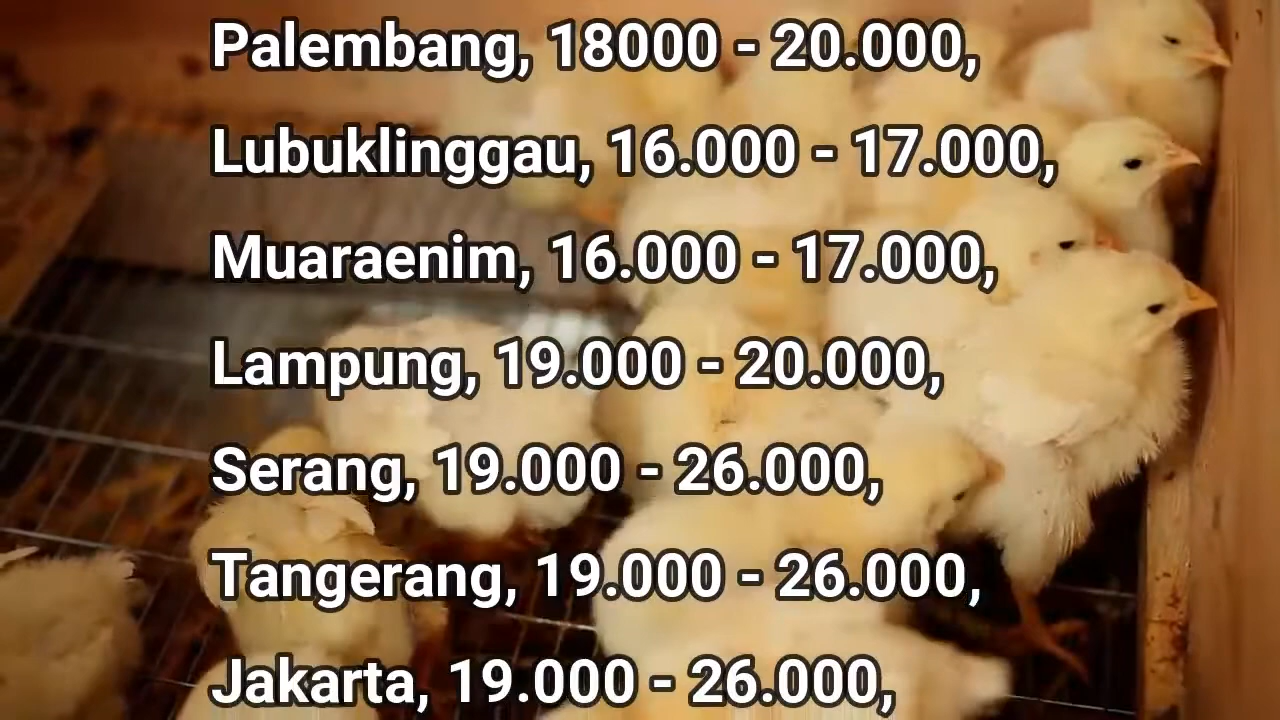 Palembang, 18000 - 20.000,
Lubuklinggau, 16.000 - 17.000,
Muaraenim, 16.000 - 17.000,
Lampung, 19.000 - 20.000,
Serang, 19.000 - 26.000,
Tangerang, 19.000 - 26.000,
Jakarta, 19.000 - 26.000,